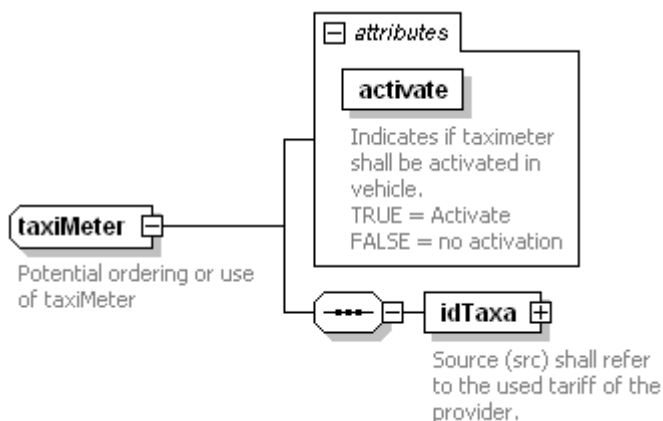 attributes
activate
Indicates if taximeter
shall be activated in
vehicle.
TRUE = Activate
FALSE = no activation
taxiMeter
Potential ordering or use
of taxiMeter
idTaxa
Source (src) shall refer
to the used tariff of the
provider.